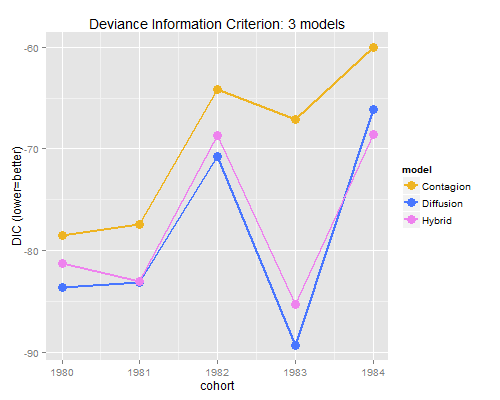 Deviance Information Criterion: 3 models
DIC (lower=better)
-60
-70
-80
-90
1980 1981 1982 1983 1984
cohort
model
Contagion
Diffusion
Hybrid